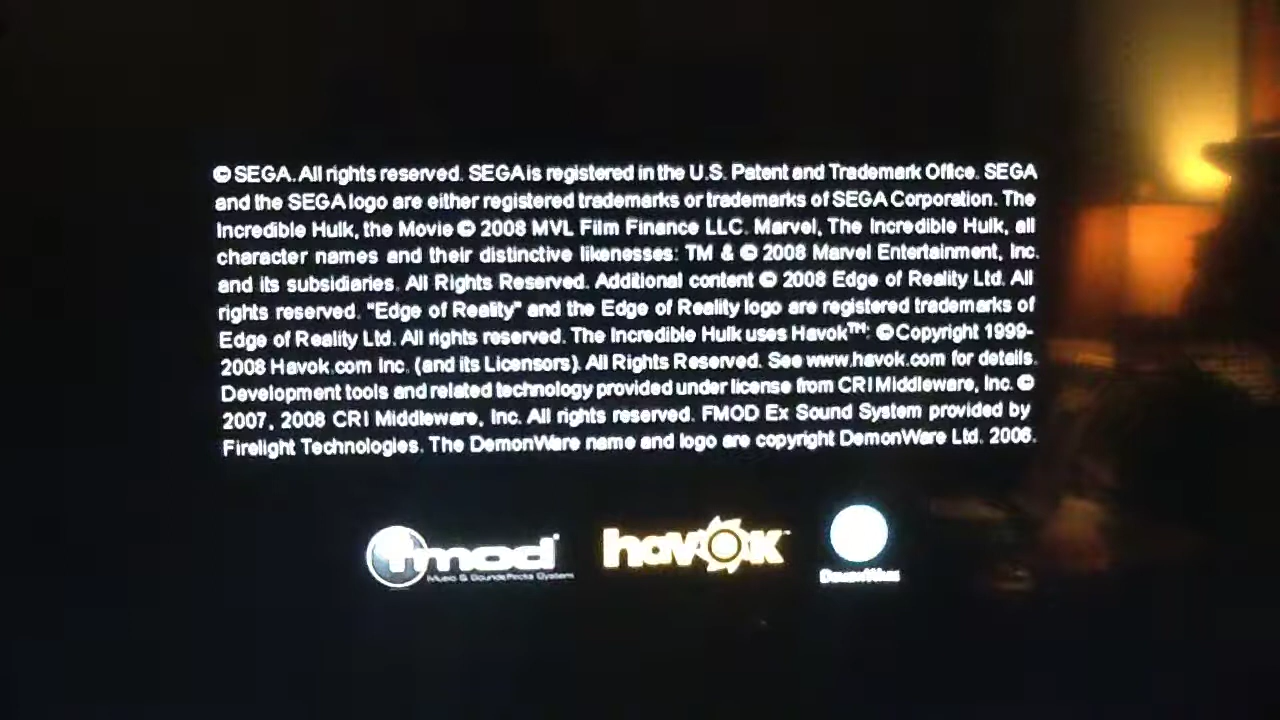 © SEGA. All rights reserved. SEGA is registered in the U.S. Patent and Trademark Office. SEGA
and the SEGA logo are either registered trademarks or trademarks of SEGA Corporation. The
Incredible Hulk, the Movie © 2008 MVL Film Finance LLC. Marvel, The Incredible Hulk, all
character names and their distinctive likenesses: TM & © 2008 Marvel Entertainment, Inc.
and its subsidiaries. All Rights Reserved. Additional content © 2008 Edge of Reality Ltd. All
rights reserved. "Edge of Reality" and the Edge of Reality logo are registered trademarks of
Edge of Reality Ltd. All rights reserved. The Incredible Hulk uses Havok™: © Copyright 1999-
2008 Havok.com Inc. (and its Licensors). All Rights Reserved. See www.havok.com for details.
Development tools and related technology provided under license from CRI Middleware, Inc. ©
2007, 2008 CRI Middleware, Inc. All rights reserved. FMOD Ex Sound System provided by
Firelight Technologies. The DemonWare name and logo are copyright DemonWare Ltd. 2006.
fmod havok
Music & Sound System
DemonWare